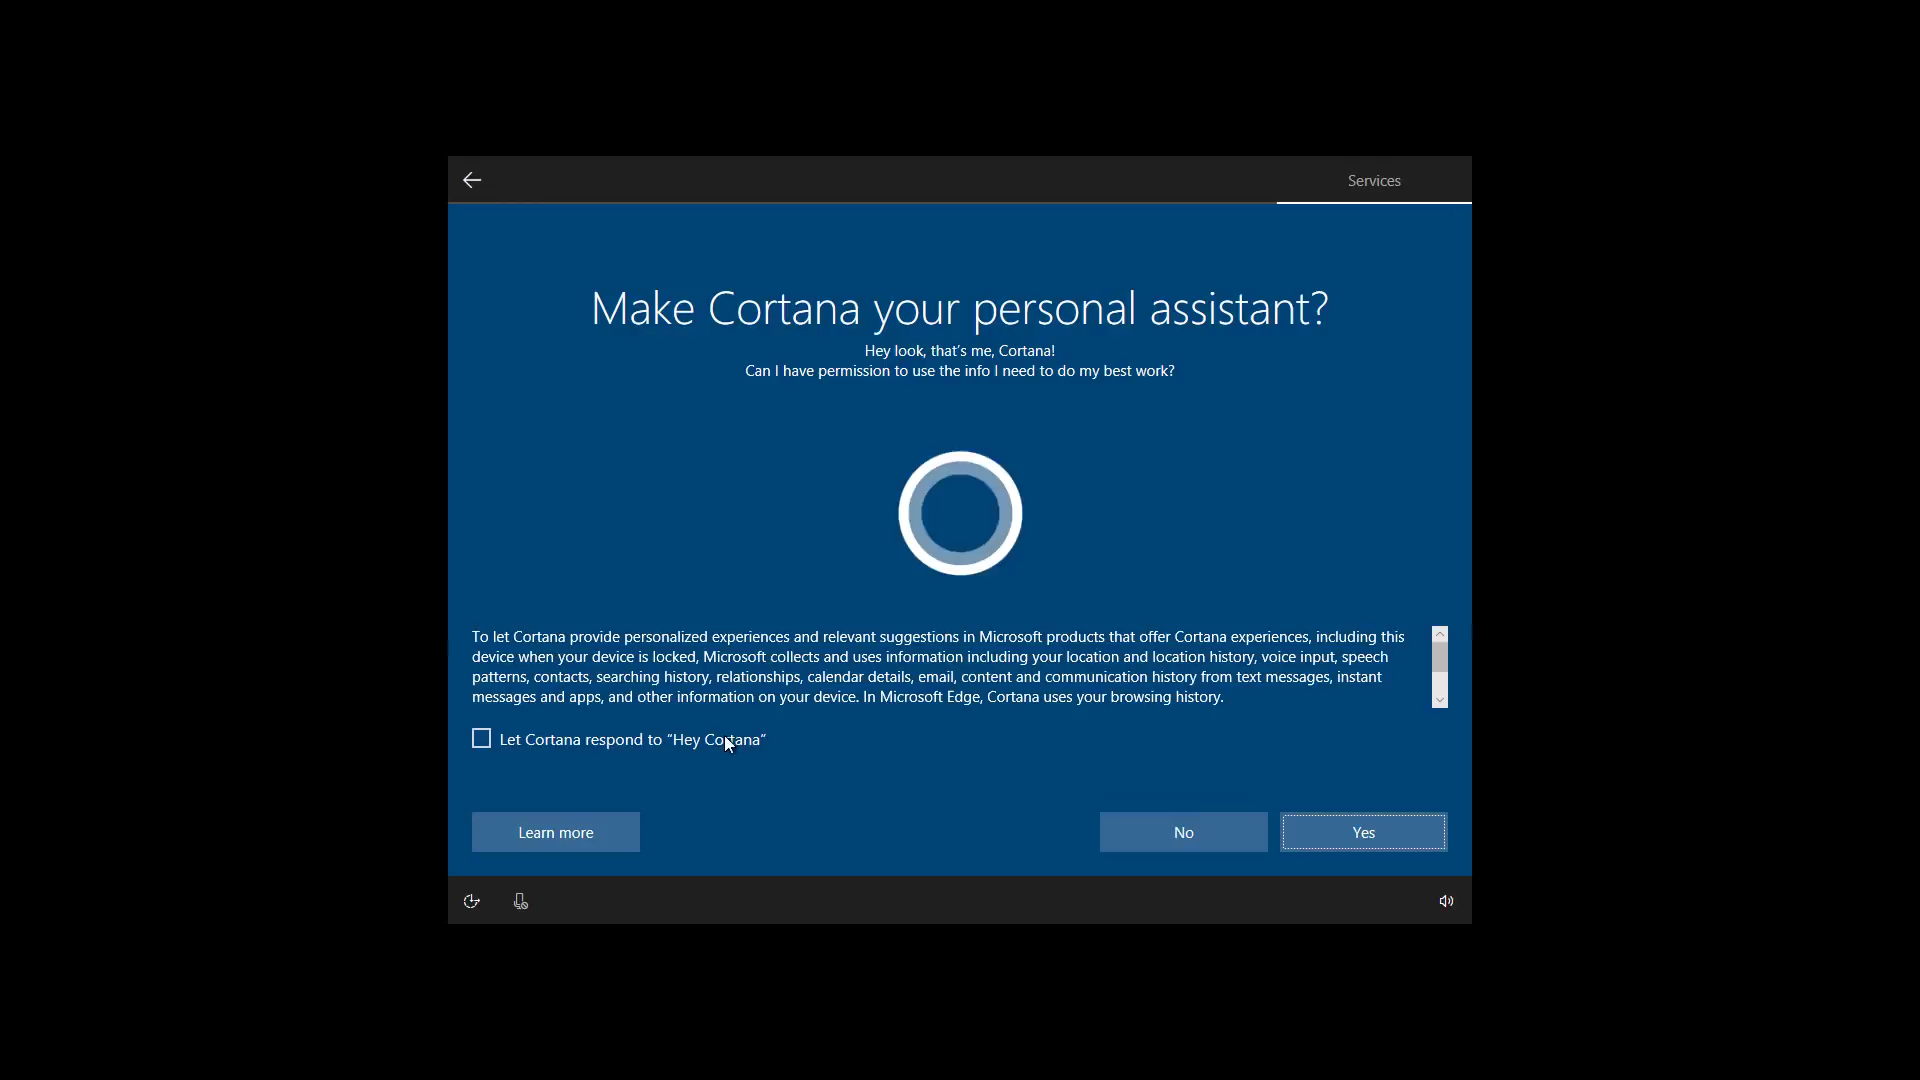 Services
Make Cortana your personal assistant?
Hey look, that's me, Cortana!
Can I have permission to use the info I need to do my best work?
To let Cortana provide personalized experiences and relevant suggestions in Microsoft products that offer Cortana experiences, including this
device when your device is locked, Microsoft collects and uses information including your location and location history, voice input, speech
patterns, contacts, searching history, relationships, calendar details, email, content and communication history from text messages, instant
messages and apps, and other information on your device. In Microsoft Edge, Cortana uses your browsing history.
Let Cortana respond to "Hey Cortana"
Learn more
No
Yes